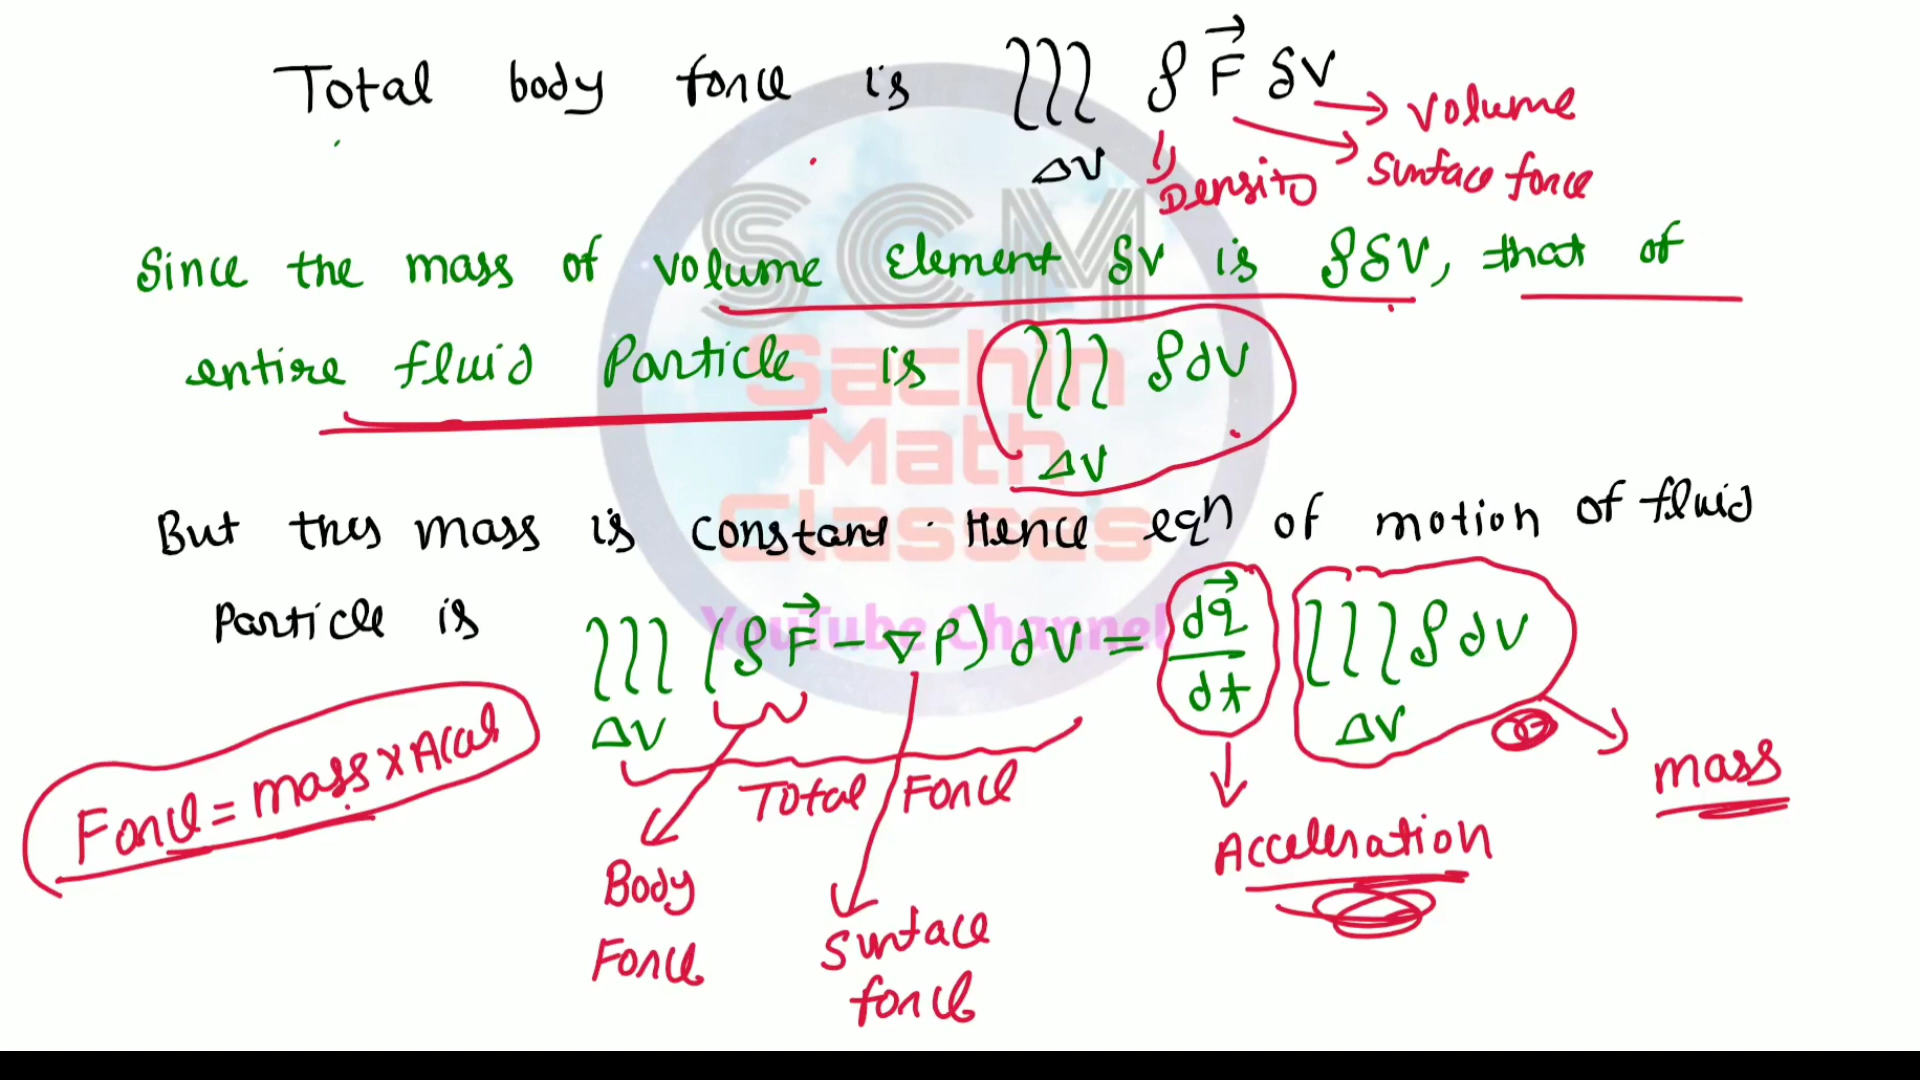 Total body force is ∫∫∫ ρ F⃗ δV
ΔV
→ volume
→ Surface force
Density
Since the mass of volume Element δV is ρδV, that of
entire fluid Particle is ∫∫∫ ρdV
ΔV
But this mass is constant. Hence eqn of motion of fluid
Particle is ∫∫∫ (ρF⃗ – ∇P) dV = dq⃗/dt ∫∫∫ ρ dV
ΔV ΔV
Force = mass x Accl
Total Force
Body
Force
Surface
force
Acceleration
mass
SCM
Sachin
Math
Classes
YouTube Channel